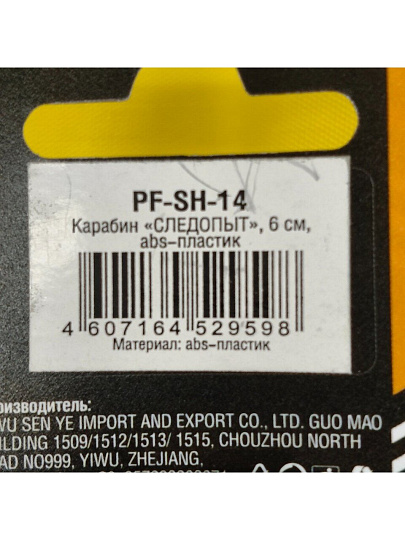 PF-SH-14
Карабин «СЛЕДОПЫТ», 6 см,
abs-пластик
4 607164 529598
Материал: abs-пластик
оизводитель:
WU SEN YE IMPORT AND EXPORT CO., LTD. GUO MAO
ILDING 1509/1512/1513/ 1515, CHOUZHOU NORTH
AD NO999, YIWU, ZHEJIANG,